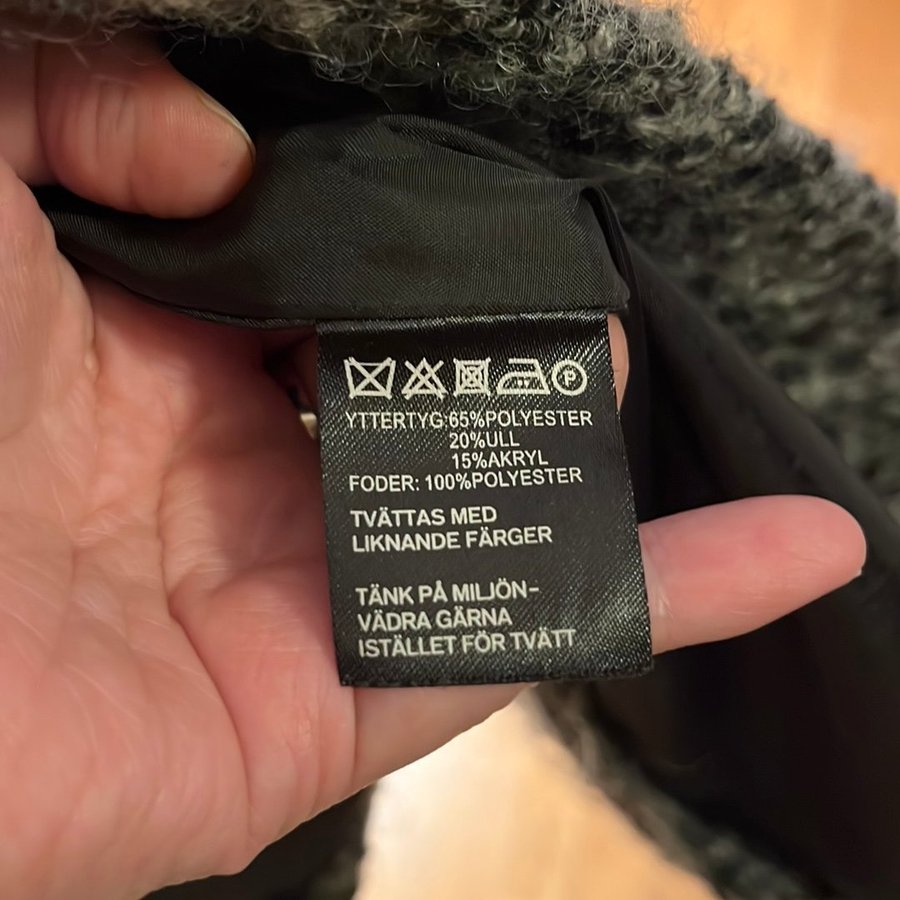 P
YTTERTYG:65%POLYESTER
20%ULL
15%AKRYL
FODER: 100%POLYESTER
TVÄTTAS MED
LIKNANDE FÄRGER
TÄNK PÅ MILJÖN-
VÄDRA GÄRNA
ISTÄLLET FÖR TVÄTT